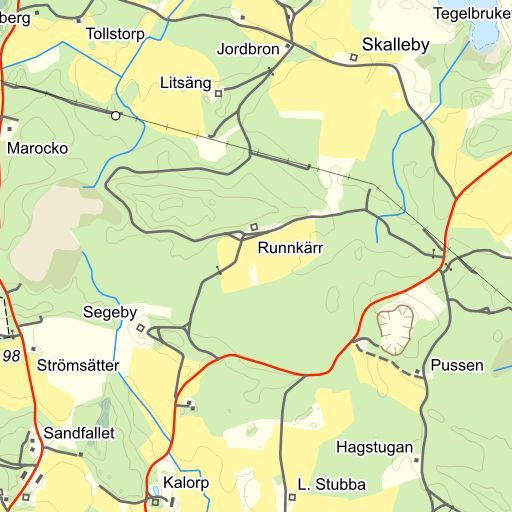 berg
Tollstorp
Tegelbruket
Jordbron
Skalleby
Litsäng
Marocko
Runnkärr
Segeby
98
Strömsätter
Pussen
Sandfallet
Hagstugan
Kalorp
L. Stubba